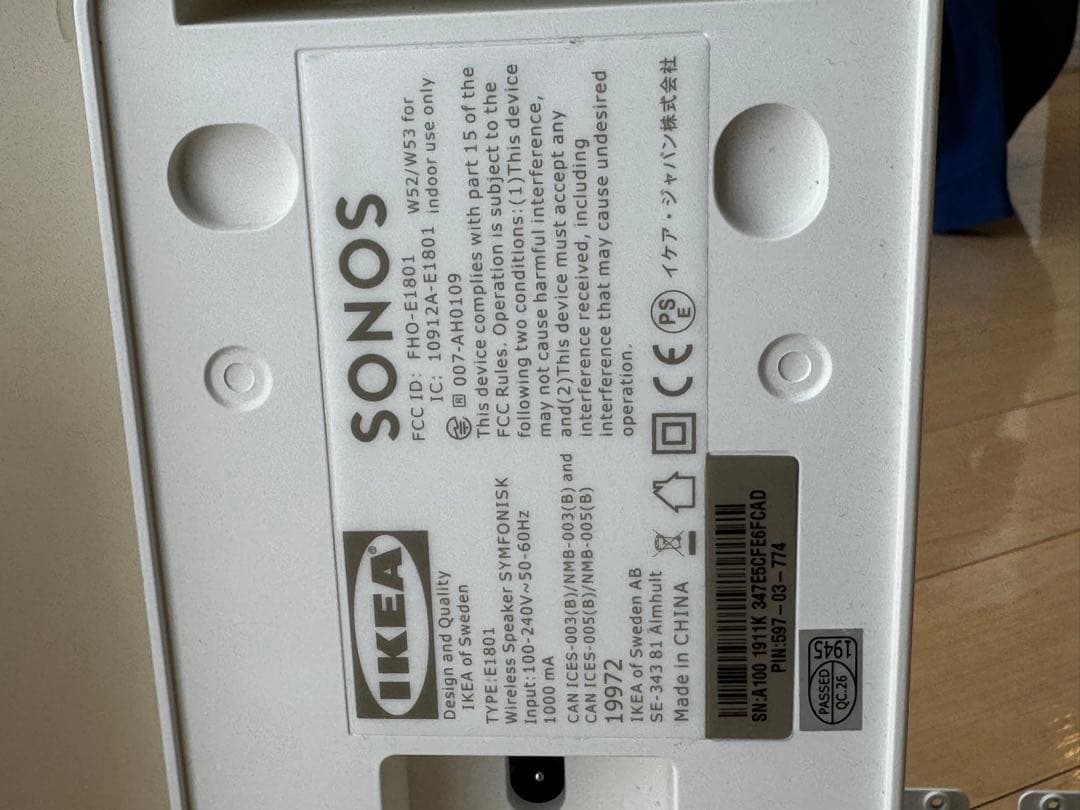 IKEA®
Design and Quality
IKEA of Sweden
TYPE:E1801
Wireless Speaker SYMFONISK
Input:100-240V~50-60Hz
1000 mA
CAN ICES-003(B)/NMB-003(B) and
CAN ICES-005(B)/NMB-005(B)
19972
IKEA of Sweden AB
SE-343 81 Älmhult
Made in CHINA
SONOS
FCC ID: FHO-E1801 W52/W53 for
IC: 10912A-E1801 indoor use only
R 007-AH0109
This device complies with part 15 of the
FCC Rules. Operation is subject to the
following two conditions:(1)This device
may not cause harmful interference,
and(2)This device must accept any
interference received, including
interference that may cause undesired
operation.
CE PSE イケア・ジャパン株式会社
SN:A100 1911K 347E5CFE6FCAD
PIN:597-03-774
PASSED
QC.26
1945